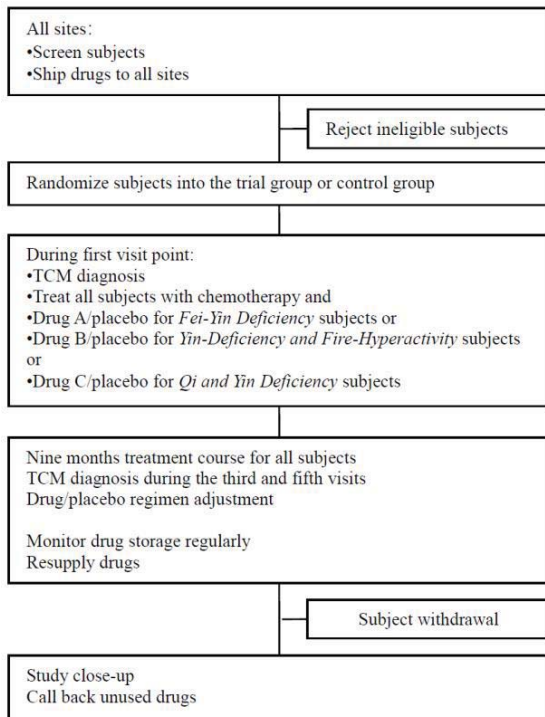 All sites:
•Screen subjects
•Ship drugs to all sites
Reject ineligible subjects
Randomize subjects into the trial group or control group
During first visit point:
•TCM diagnosis
•Treat all subjects with chemotherapy and
•Drug A/placebo for Fei-Yin Deficiency subjects or
•Drug B/placebo for Yin-Deficiency and Fire-Hyperactivity subjects
or
•Drug C/placebo for Qi and Yin Deficiency subjects
Nine months treatment course for all subjects
TCM diagnosis during the third and fifth visits
Drug/placebo regimen adjustment
Monitor drug storage regularly
Resupply drugs
Subject withdrawal
Study close-up
Call back unused drugs